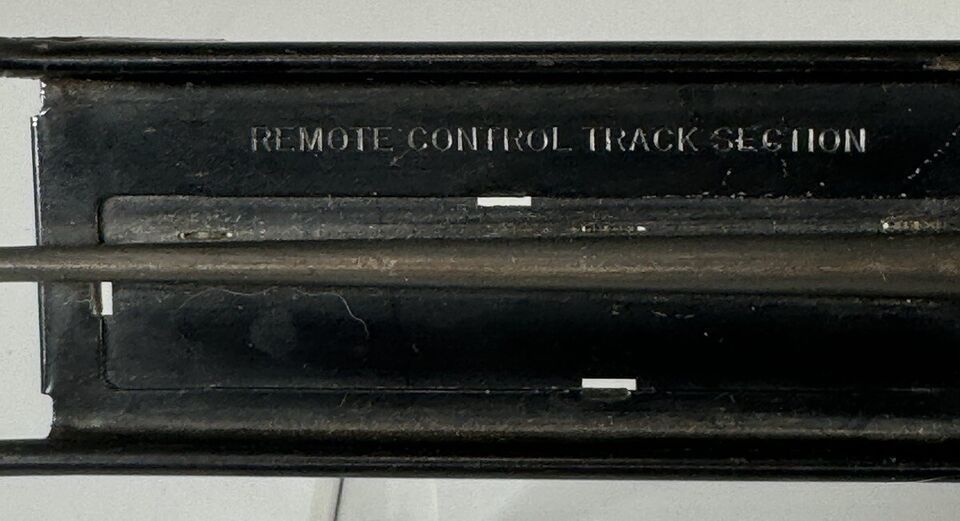 REMOTE CONTROL TRACK SECTION